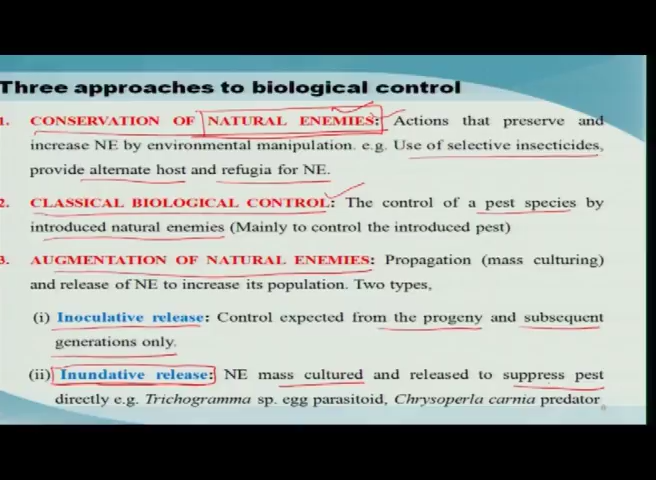 Three approaches to biological control
1. CONSERVATION OF NATURAL ENEMIES: Actions that preserve and
increase NE by environmental manipulation. e.g. Use of selective insecticides,
provide alternate host and refugia for NE.
2. CLASSICAL BIOLOGICAL CONTROL: The control of a pest species by
introduced natural enemies (Mainly to control the introduced pest)
3. AUGMENTATION OF NATURAL ENEMIES: Propagation (mass culturing)
and release of NE to increase its population. Two types,
(i) Inoculative release: Control expected from the progeny and subsequent
generations only.
(ii) Inundative release: NE mass cultured and released to suppress pest
directly e.g. Trichogramma sp. egg parasitoid, Chrysoperla carnia predator